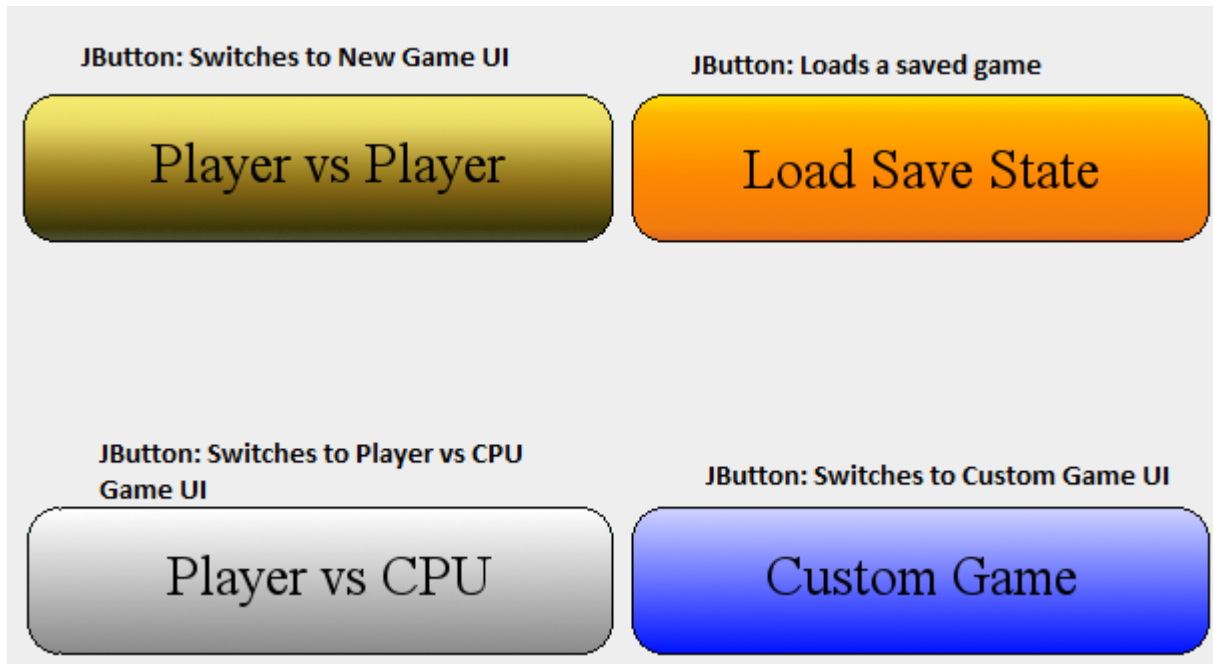 JButton: Switches to New Game UI
Player vs Player
JButton: Loads a saved game
Load Save State
JButton: Switches to Player vs CPU
Game UI
Player vs CPU
JButton: Switches to Custom Game UI
Custom Game